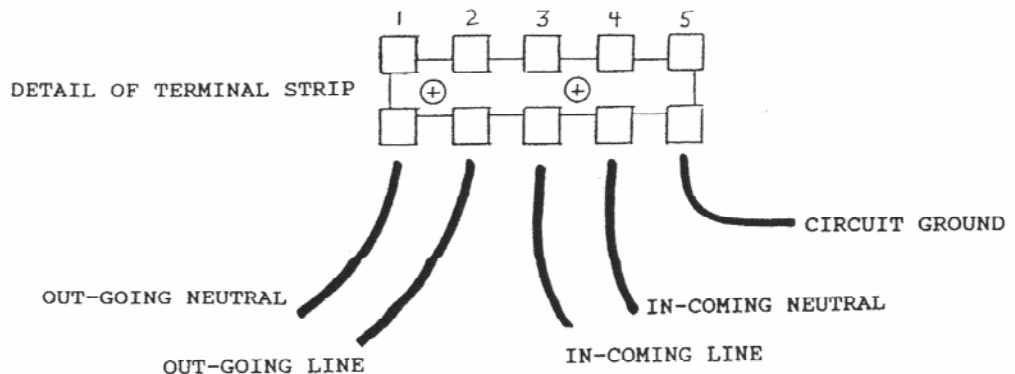 1 2 3 4 5
DETAIL OF TERMINAL STRIP
CIRCUIT GROUND
OUT-GOING NEUTRAL
IN-COMING NEUTRAL
OUT-GOING LINE
IN-COMING LINE